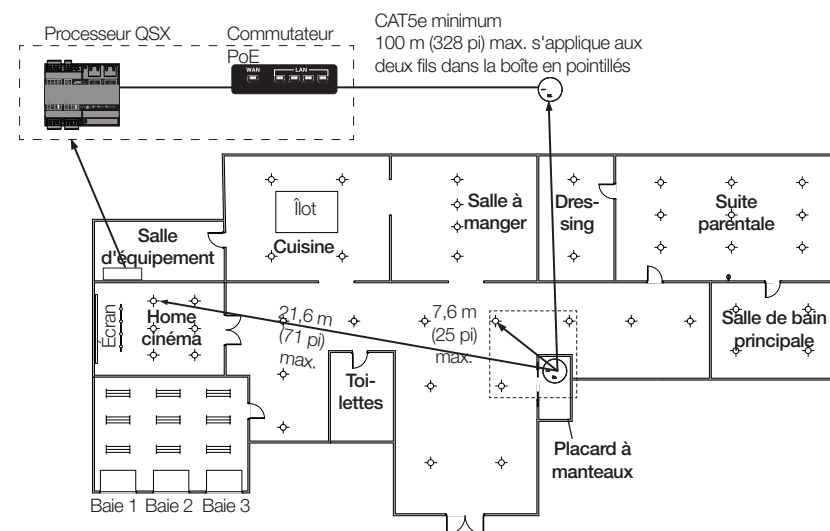 Processeur QSX
Commutateur
PoE
WAN
LAN
CAT5e minimum
100 m (328 pi) max. s'applique aux
deux fils dans la boîte en pointillés
Îlot
Cuisine
Salle à
manger
Dres-
sing
Suite
parentale
Salle
d'équipement
Écran
Home
cinéma
21,6 m
(71 pi)
max.
7,6 m
(25 pi)
max.
Salle de bain
principale
Toi-
lettes
Placard à
manteaux
Baie 1 Baie 2 Baie 3